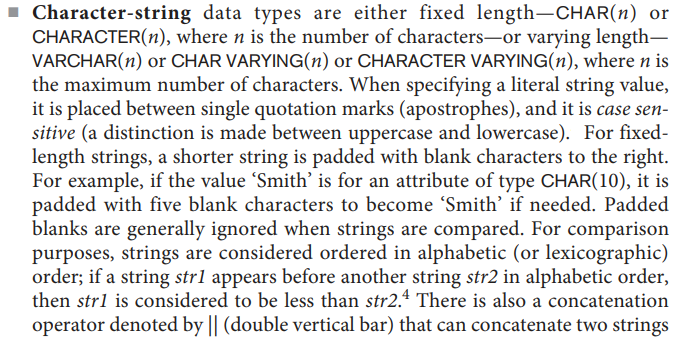 ■ Character-string data types are either fixed length—CHAR(n) or
CHARACTER(n), where n is the number of characters—or varying length—
VARCHAR(n) or CHAR VARYING(n) or CHARACTER VARYING(n), where n is
the maximum number of characters. When specifying a literal string value,
it is placed between single quotation marks (apostrophes), and it is case sen-
sitive (a distinction is made between uppercase and lowercase). For fixed-
length strings, a shorter string is padded with blank characters to the right.
For example, if the value ‘Smith’ is for an attribute of type CHAR(10), it is
padded with five blank characters to become ‘Smith’ if needed. Padded
blanks are generally ignored when strings are compared. For comparison
purposes, strings are considered ordered in alphabetic (or lexicographic)
order; if a string str1 appears before another string str2 in alphabetic order,
then str1 is considered to be less than str2.⁴ There is also a concatenation
operator denoted by || (double vertical bar) that can concatenate two strings